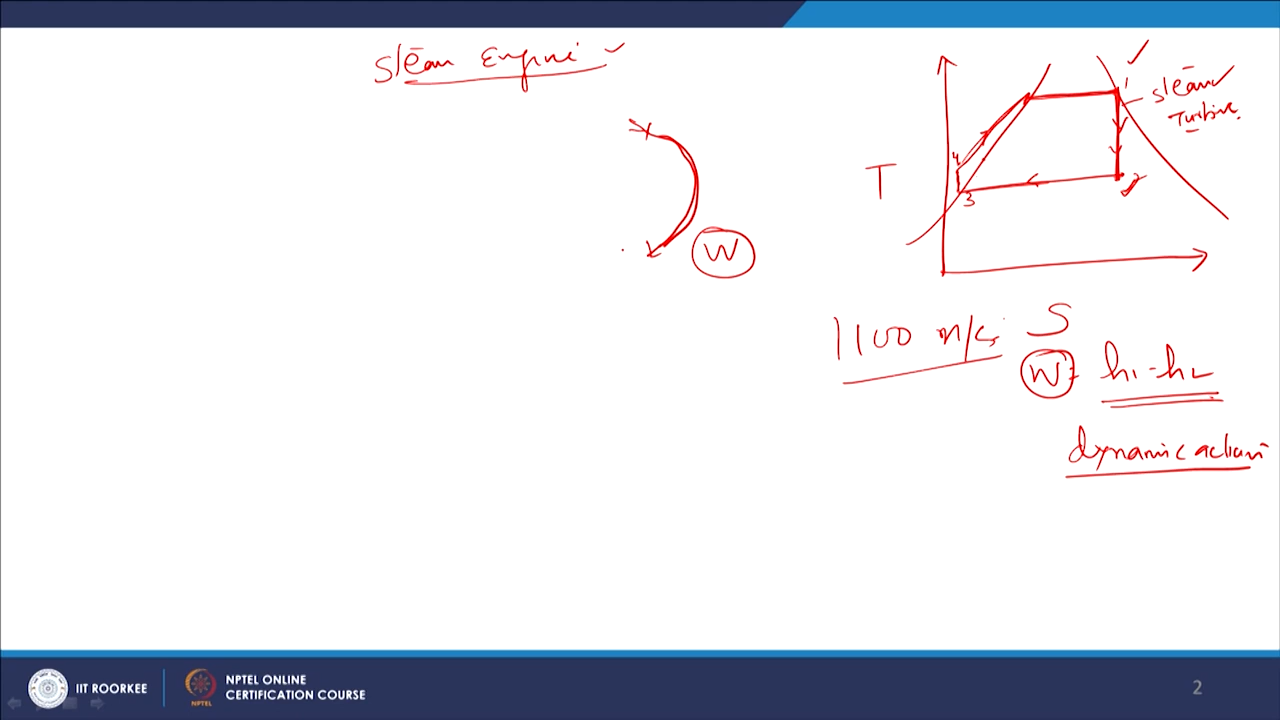 Steam Engine
1
Steam
Turbine
4
T
2
3
W
1100 m/s
S
W = h1-h2
dynamic action
IIT ROORKEE
NPTEL ONLINE
CERTIFICATION COURSE
NPTEL
2